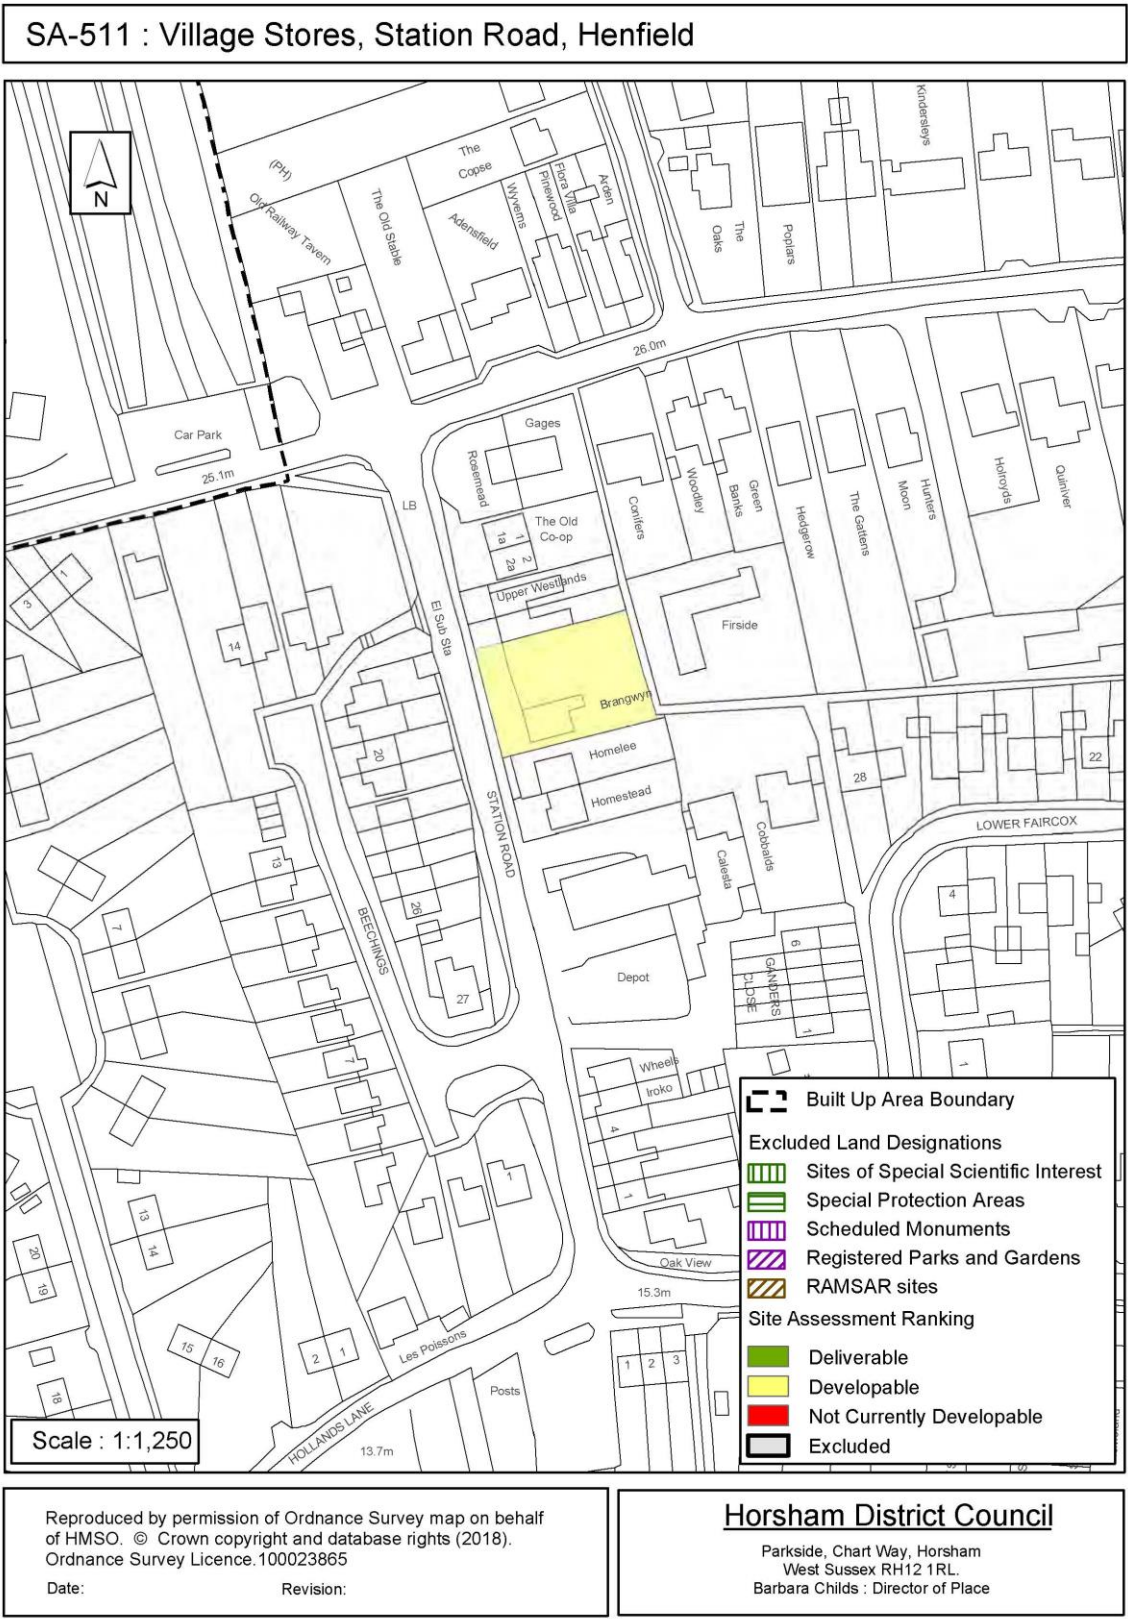 SA-511 : Village Stores, Station Road, Henfield
N
(PH)
Old Railway Tavern
The Old Stable
The
Copse
Adensfield
Wyverns
Pinewood
Flora Villa
Arden
The
Oaks
Poplars
Kindersleys
26.0m
Car Park
25.1m
LB
Gages
Rosemead
The Old
Co-op
1a
1
2a
2
Upper Westlands
Conifers
Woodley
Green
Banks
Hedgerow
The Gattens
Hunters
Moon
Holroyds
Quiniver
Firside
El Sub Sta
1
3
14
20
Brangwyn
Homelee
Homestead
STATION ROAD
28
22
LOWER FAIRCOX
Cobbalds
Calesta
13
26
7
BEECHINGS
27
4
Depot
6
GANDERS
CLOSE
1
1
Wheels
Iroko
7
4
1
1
13
14
20
19
Oak View
15.3m
15
16
2
1
Les Poissons
1
2
3
18
Posts
HOLLANDS LANE
13.7m
Scale : 1:1,250
Built Up Area Boundary
Excluded Land Designations
Sites of Special Scientific Interest
Special Protection Areas
Scheduled Monuments
Registered Parks and Gardens
RAMSAR sites
Site Assessment Ranking
Deliverable
Developable
Not Currently Developable
Excluded
Reproduced by permission of Ordnance Survey map on behalf
of HMSO. © Crown copyright and database rights (2018).
Ordnance Survey Licence.100023865
Date: Revision:
Horsham District Council
Parkside, Chart Way, Horsham
West Sussex RH12 1RL.
Barbara Childs : Director of Place